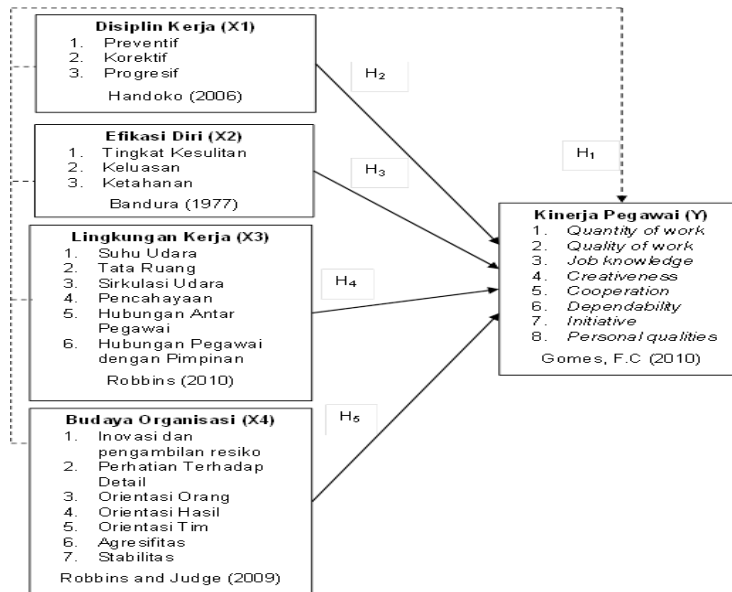 Disiplin Kerja (X1)
1. Preventif
2. Korektif
3. Progresif
Handoko (2006)
H2
Efikasi Diri (X2)
1. Tingkat Kesulitan
2. Keluasan
3. Ketahanan
Bandura (1977)
H3
H1
Lingkungan Kerja (X3)
1. Suhu Udara
2. Tata Ruang
3. Sirkulasi Udara
4. Pencahayaan
5. Hubungan Antar
Pegawai
6. Hubungan Pegawai
dengan Pimpinan
Robbins (2010)
H4
Budaya Organisasi (X4)
1. Inovasi dan
pengambilan resiko
2. Perhatian Terhadap
Detail
3. Orientasi Orang
4. Orientasi Hasil
5. Orientasi Tim
6. Agresifitas
7. Stabilitas
Robbins and Judge (2009)
H5
Kinerja Pegawai (Y)
1. Quantity of work
2. Quality of work
3. Job knowledge
4. Creativeness
5. Cooperation
6. Dependability
7. Initiative
8. Personal qualities
Gomes, F.C (2010)